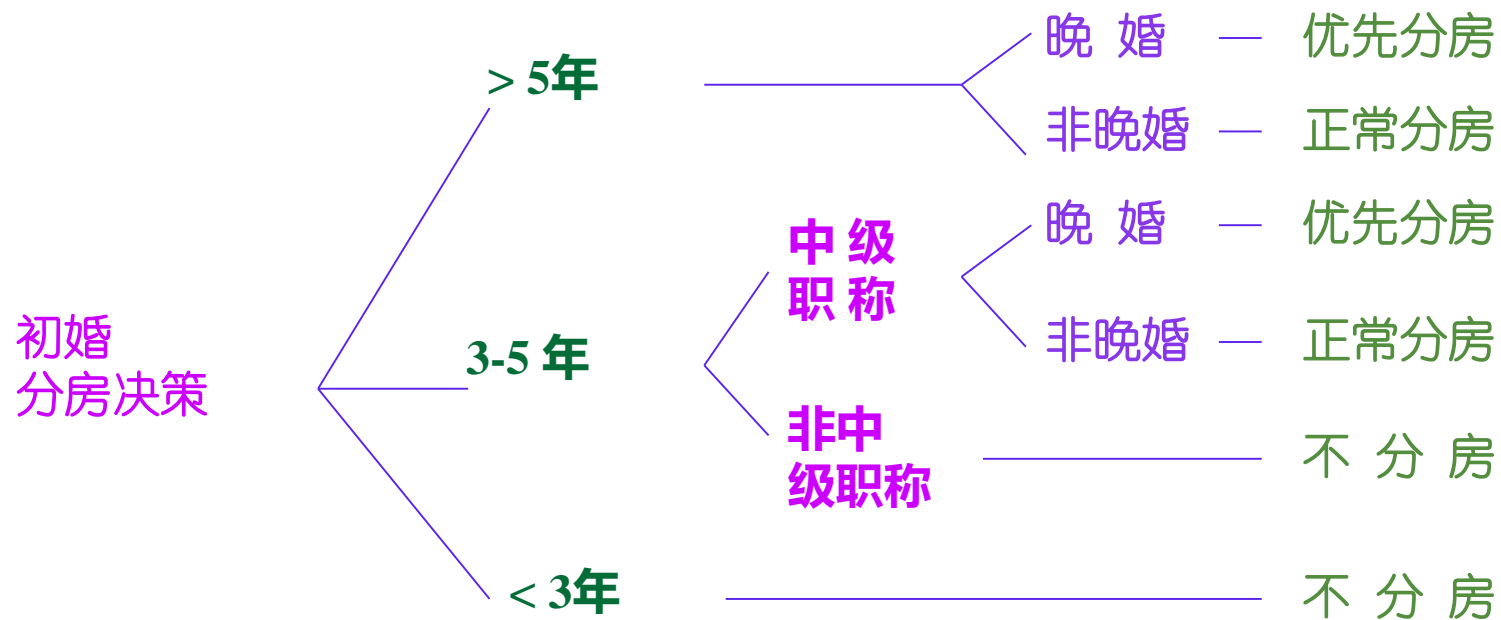 晚 婚 优先分房
> 5年
非晚婚 正常分房
晚 婚 优先分房
中 级
职 称
初婚
分房决策
3-5 年
非晚婚 正常分房
非中
级职称
不 分 房
< 3年 不 分 房